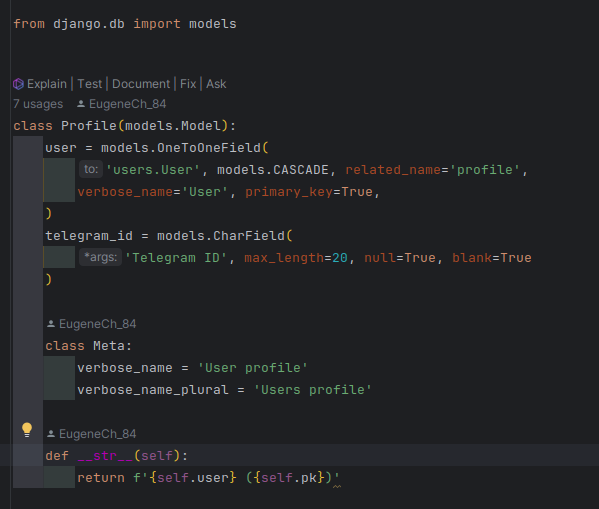 from django.db import models
Explain | Test | Document | Fix | Ask
7 usages EugeneCh_84
class Profile(models.Model):
user = models.OneToOneField(
to: 'users.User', models.CASCADE, related_name='profile',
verbose_name='User', primary_key=True,
)
telegram_id = models.CharField(
*args: 'Telegram ID', max_length=20, null=True, blank=True
)
EugeneCh_84
class Meta:
verbose_name = 'User profile'
verbose_name_plural = 'Users profile'
EugeneCh_84
def __str__(self):
return f'{self.user} ({self.pk})'